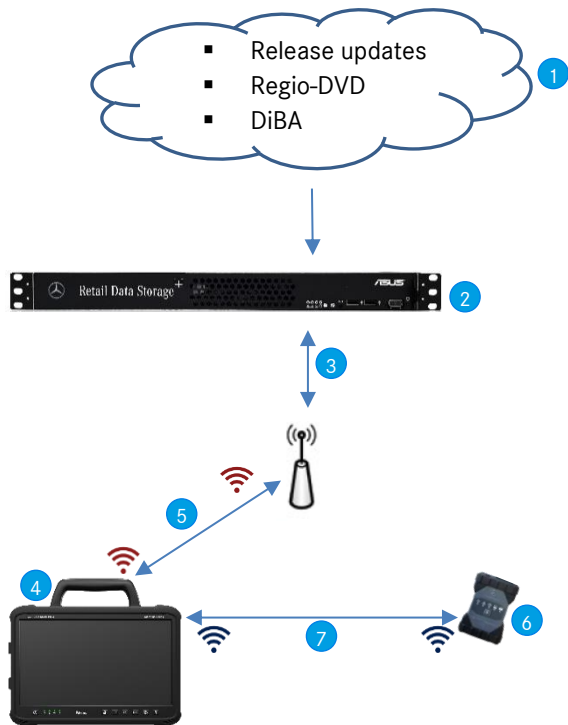 Release updates
Regio-DVD
DiBA
1
Retail Data Storage+
ASUS
2
3
5
4
6
7